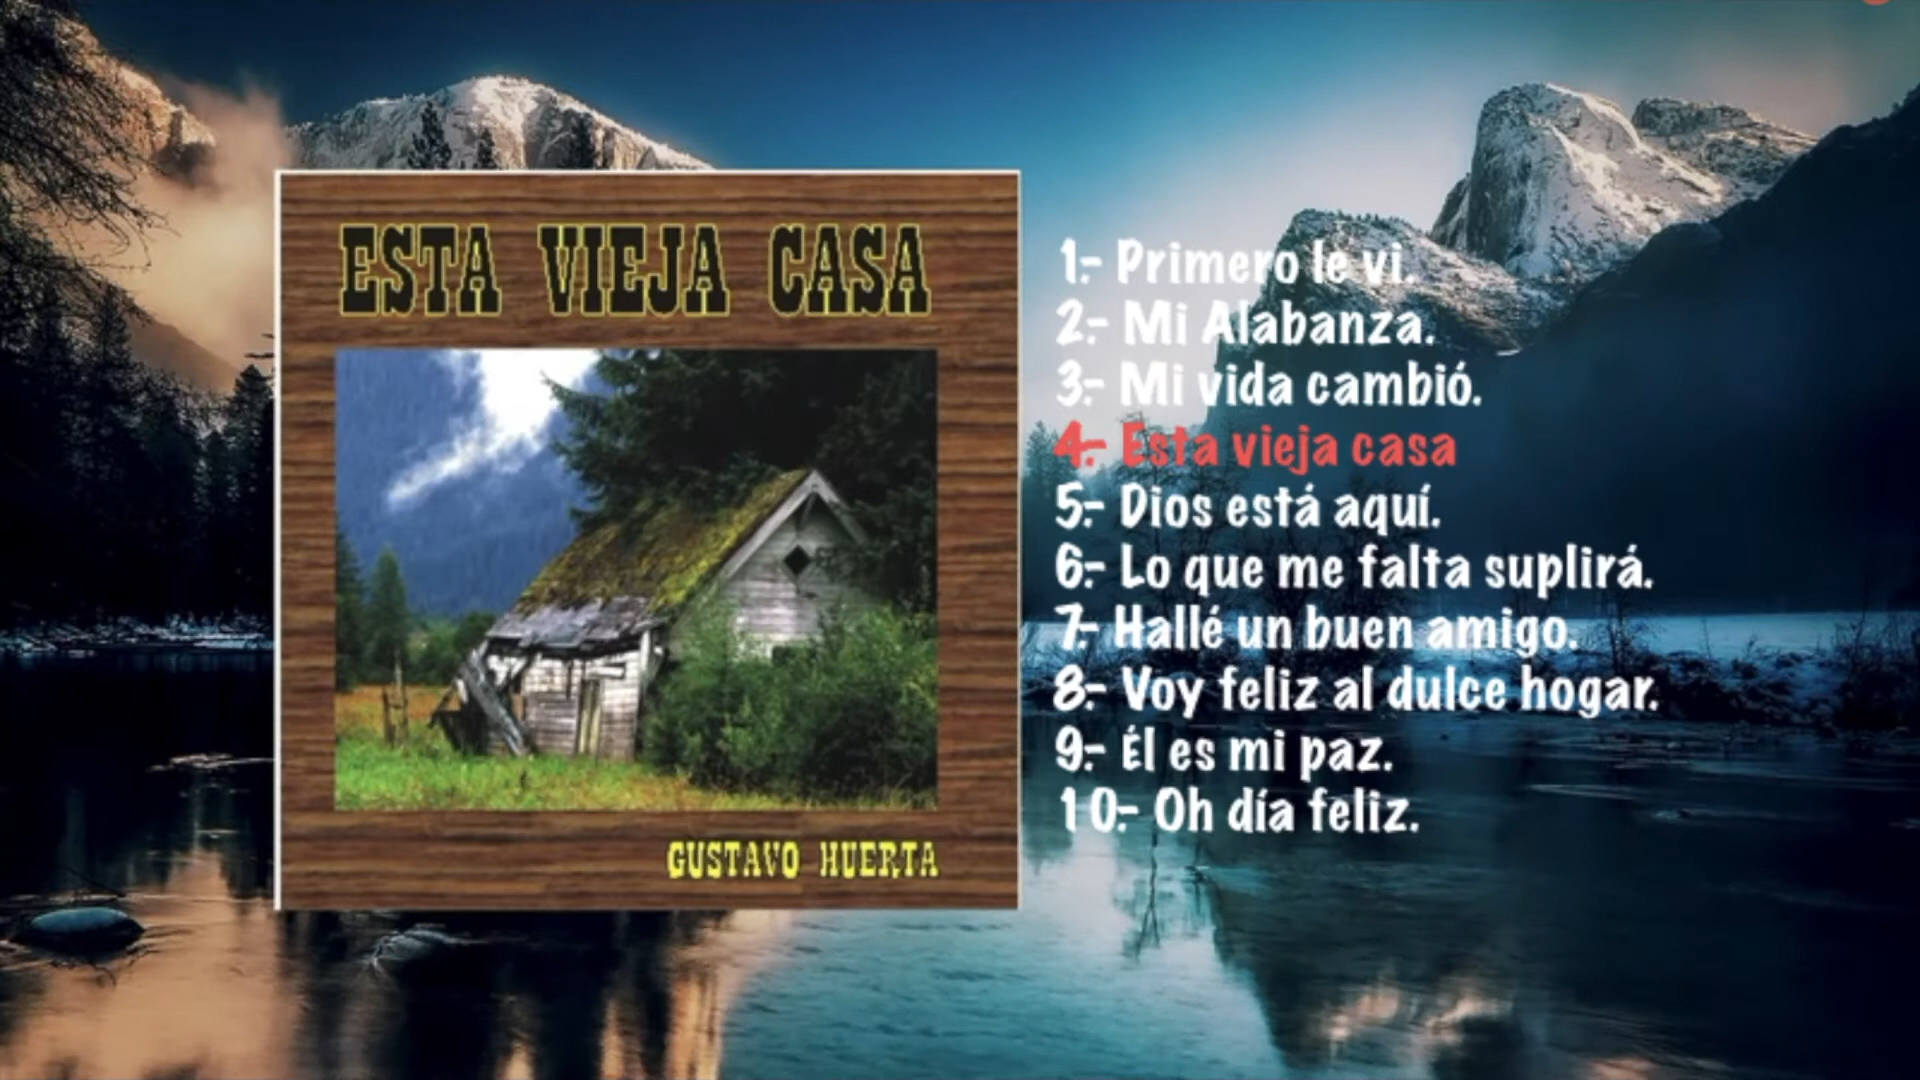 ESTA VIEJA CASA
GUSTAVO HUERTA
1.- Primero le vi.
2.- Mi Alabanza.
3.- Mi vida cambió.
4.- Esta vieja casa
5.- Dios está aquí.
6.- Lo que me falta suplirá.
7.- Hallé un buen amigo.
8.- Voy feliz al dulce hogar.
9.- Él es mi paz.
10.- Oh día feliz.